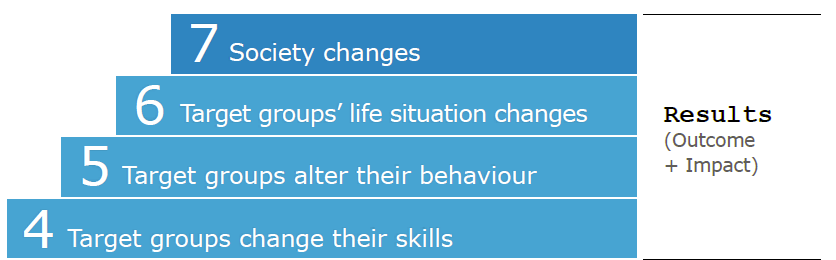 7 Society changes
6 Target groups’ life situation changes
5 Target groups alter their behaviour
4 Target groups change their skills
Results
(Outcome
+ Impact)